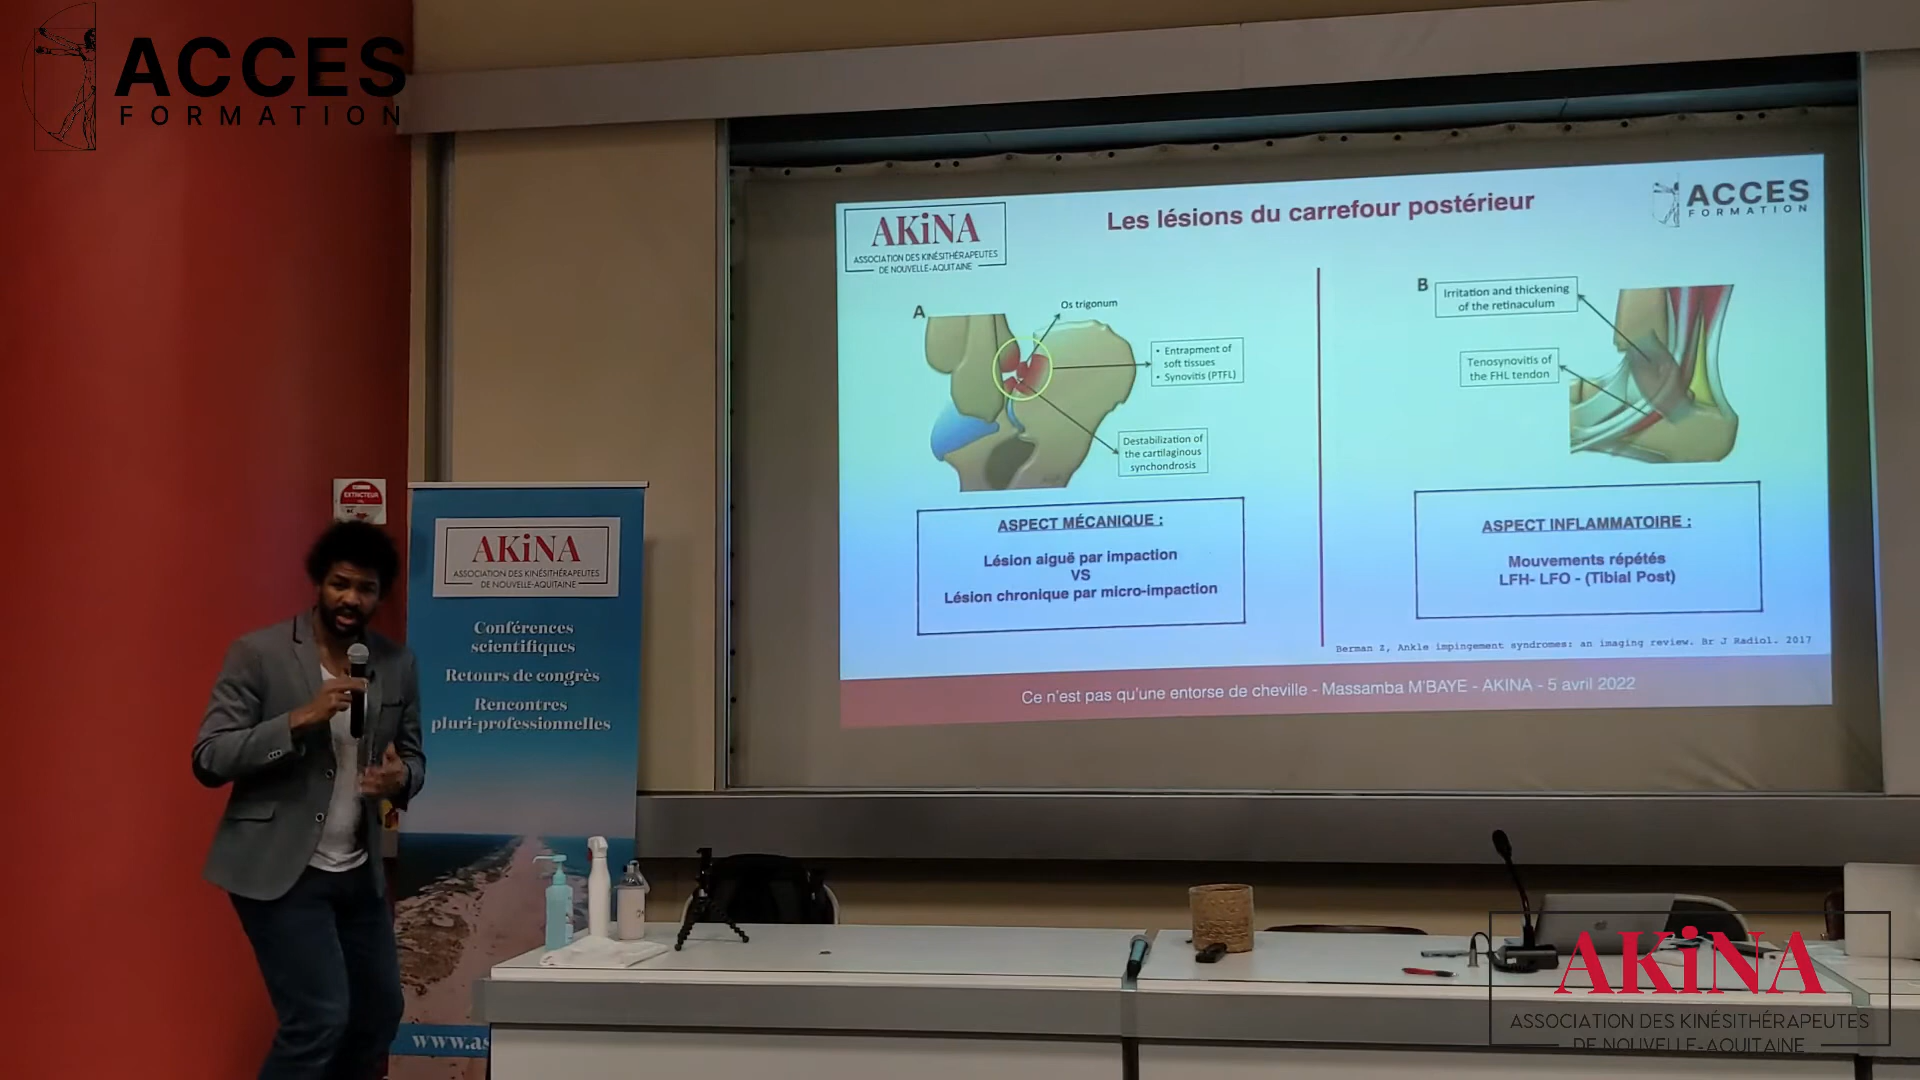 ACCES
FORMATION
EXTINCTEUR
AKiNA
ASSOCIATION DES KINÉSITHÉRAPEUTES
DE NOUVELLE-AQUITAINE
Conférences
scientifiques
Retours de congrès
Rencontres
pluri-professionnelles
www.as
AKiNA
ASSOCIATION DES KINÉSITHÉRAPEUTES
DE NOUVELLE-AQUITAINE
Les lésions du carrefour postérieur
ACCES
FORMATION
A
Os trigonum
• Entrapment of
soft tissues
• Synovitis (PTFL)
Destabilization of
the cartilaginous
synchondrosis
ASPECT MÉCANIQUE :
Lésion aiguë par impaction
VS
Lésion chronique par micro-impaction
B
Irritation and thickening
of the retinaculum
Tenosynovitis of
the FHL tendon
ASPECT INFLAMMATOIRE :
Mouvements répétés
LFH- LFO - (Tibial Post)
Berman Z, Ankle impingement syndromes: an imaging review. Br J Radiol. 2017
Ce n'est pas qu'une entorse de cheville - Massamba M'BAYE - AKINA - 5 avril 2022
AKiNA
ASSOCIATION DES KINÉSITHÉRAPEUTES
DE NOUVELLE-AQUITAINE